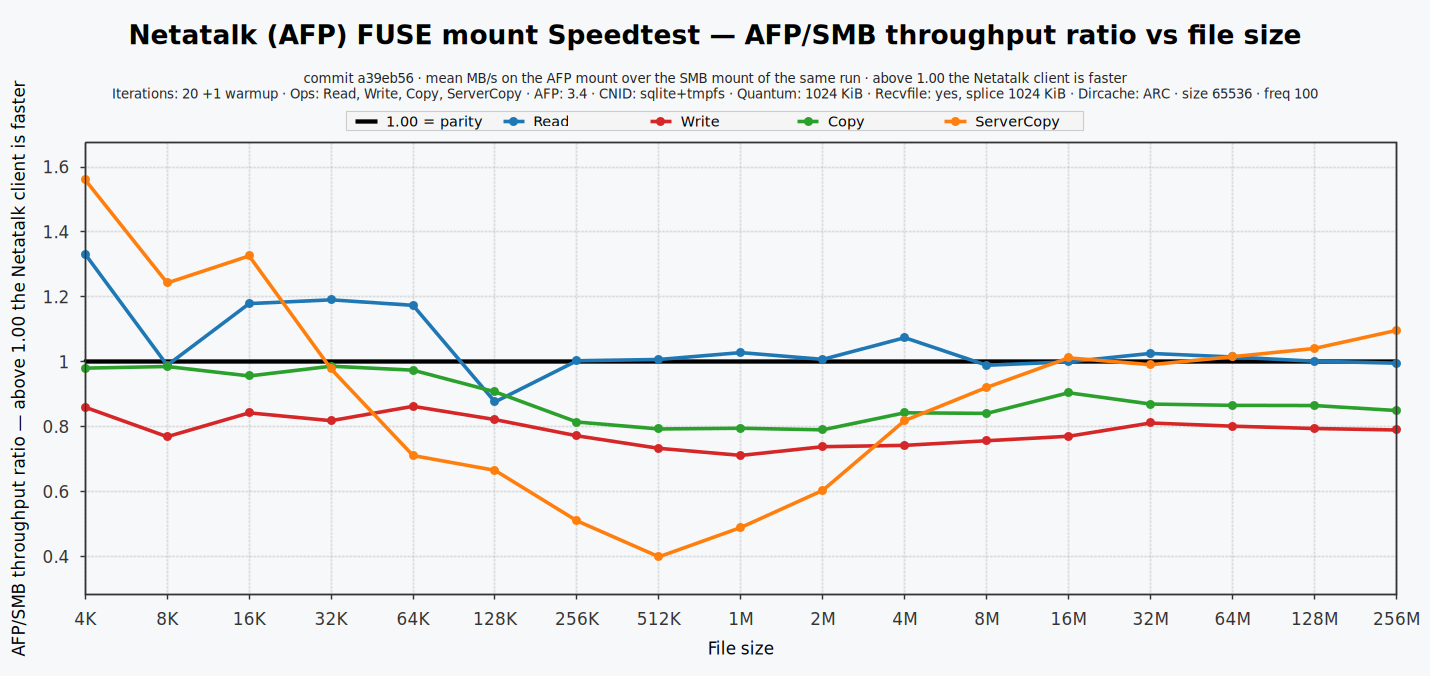 Netatalk (AFP) FUSE mount Speedtest — AFP/SMB throughput ratio vs file size
commit a39eb56 · mean MB/s on the AFP mount over the SMB mount of the same run · above 1.00 the Netatalk client is faster
Iterations: 20 +1 warmup · Ops: Read, Write, Copy, ServerCopy · AFP: 3.4 · CNID: sqlite+tmpfs · Quantum: 1024 KiB · Recvfile: yes, splice 1024 KiB · Dircache: ARC · size 65536 · freq 100
1.00 = parity Read Write Copy ServerCopy
AFP/SMB throughput ratio — above 1.00 the Netatalk client is faster
1.6
1.4
1.2
1
0.8
0.6
0.4
4K 8K 16K 32K 64K 128K 256K 512K 1M 2M 4M 8M 16M 32M 64M 128M 256M
File size